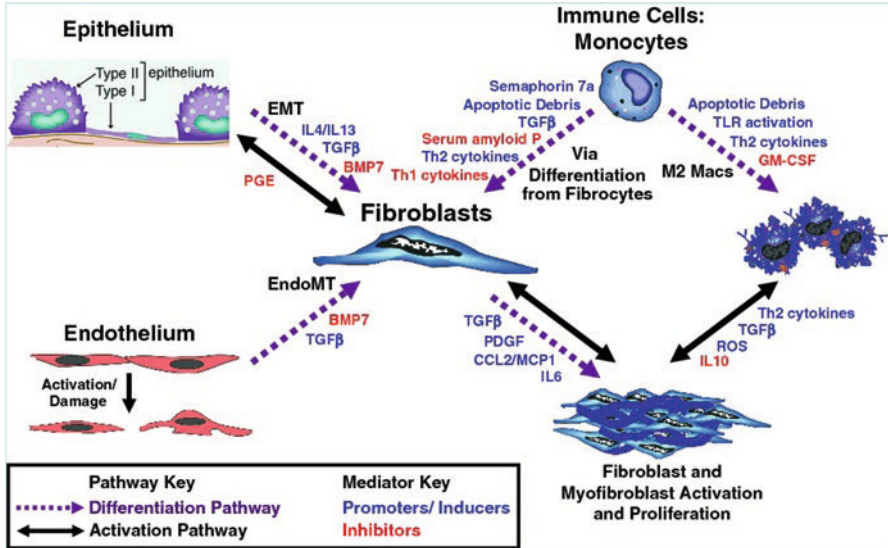 Epithelium
Type II
Type I
epithelium
EMT
IL4/IL13
TGFβ
BMP7
PGE
Immune Cells:
Monocytes
Semaphorin 7a
Apoptotic Debris
TGFβ
Serum amyloid P
Th2 cytokines
Th1 cytokines
Via
Differentiation
from Fibrocytes
Apoptotic Debris
TLR activation
Th2 cytokines
GM-CSF
M2 Macs
Fibroblasts
EndoMT
BMP7
TGFβ
Endothelium
Activation/
Damage
TGFβ
PDGF
CCL2/MCP1
IL6
Th2 cytokines
TGFβ
ROS
IL10
Fibroblast and
Myofibroblast Activation
and Proliferation
Pathway Key
Differentiation Pathway
Activation Pathway
Mediator Key
Promoters/ Inducers
Inhibitors